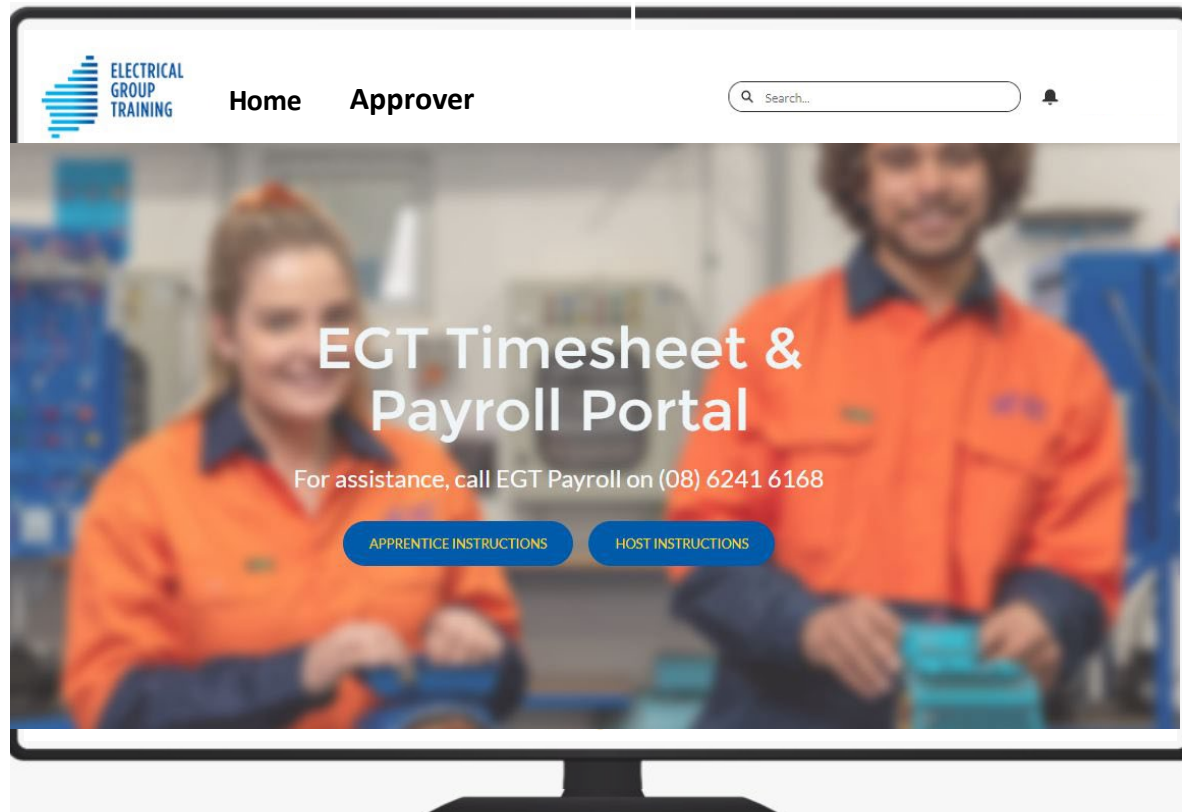 ELECTRICAL
GROUP
TRAINING
Home Approver
Search...
EGT Timesheet &
Payroll Portal
For assistance, call EGT Payroll on (08) 6241 6168
APPRENTICE INSTRUCTIONS HOST INSTRUCTIONS